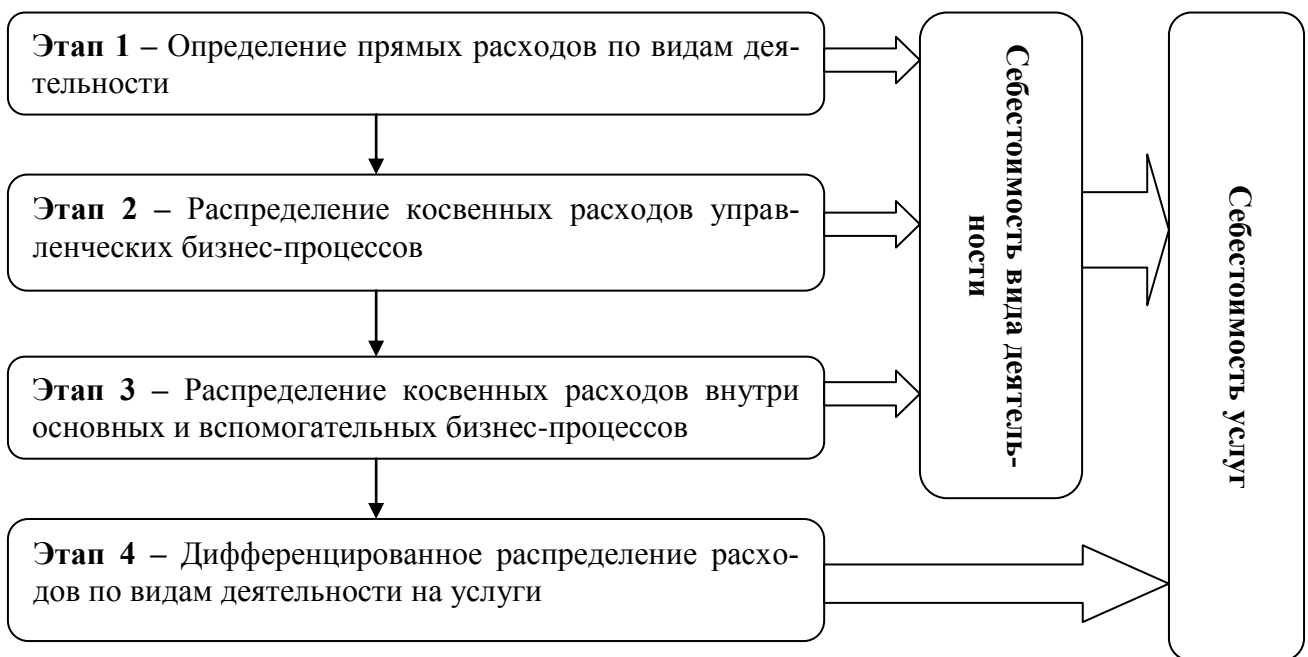 Этап 1 – Определение прямых расходов по видам дея-
тельности
Этап 2 – Распределение косвенных расходов управ-
ленческих бизнес-процессов
Этап 3 – Распределение косвенных расходов внутри
основных и вспомогательных бизнес-процессов
Этап 4 – Дифференцированное распределение расхо-
дов по видам деятельности на услуги
Себестоимость вида деятель-
ности
Себестоимость услуг